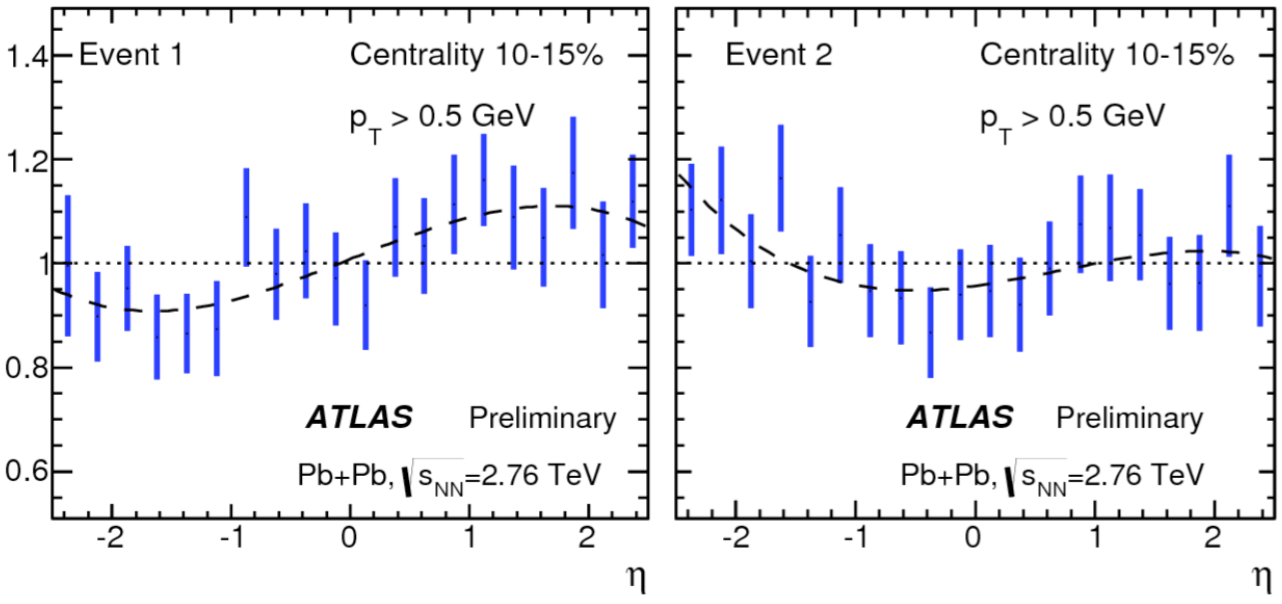 Event 1 Centrality 10-15%
p_T > 0.5 GeV
ATLAS Preliminary
Pb+Pb, √s_NN=2.76 TeV
1.4
1.2
1
0.8
0.6
-2 -1 0 1 2
η
Event 2 Centrality 10-15%
p_T > 0.5 GeV
ATLAS Preliminary
Pb+Pb, √s_NN=2.76 TeV
-2 -1 0 1 2
η